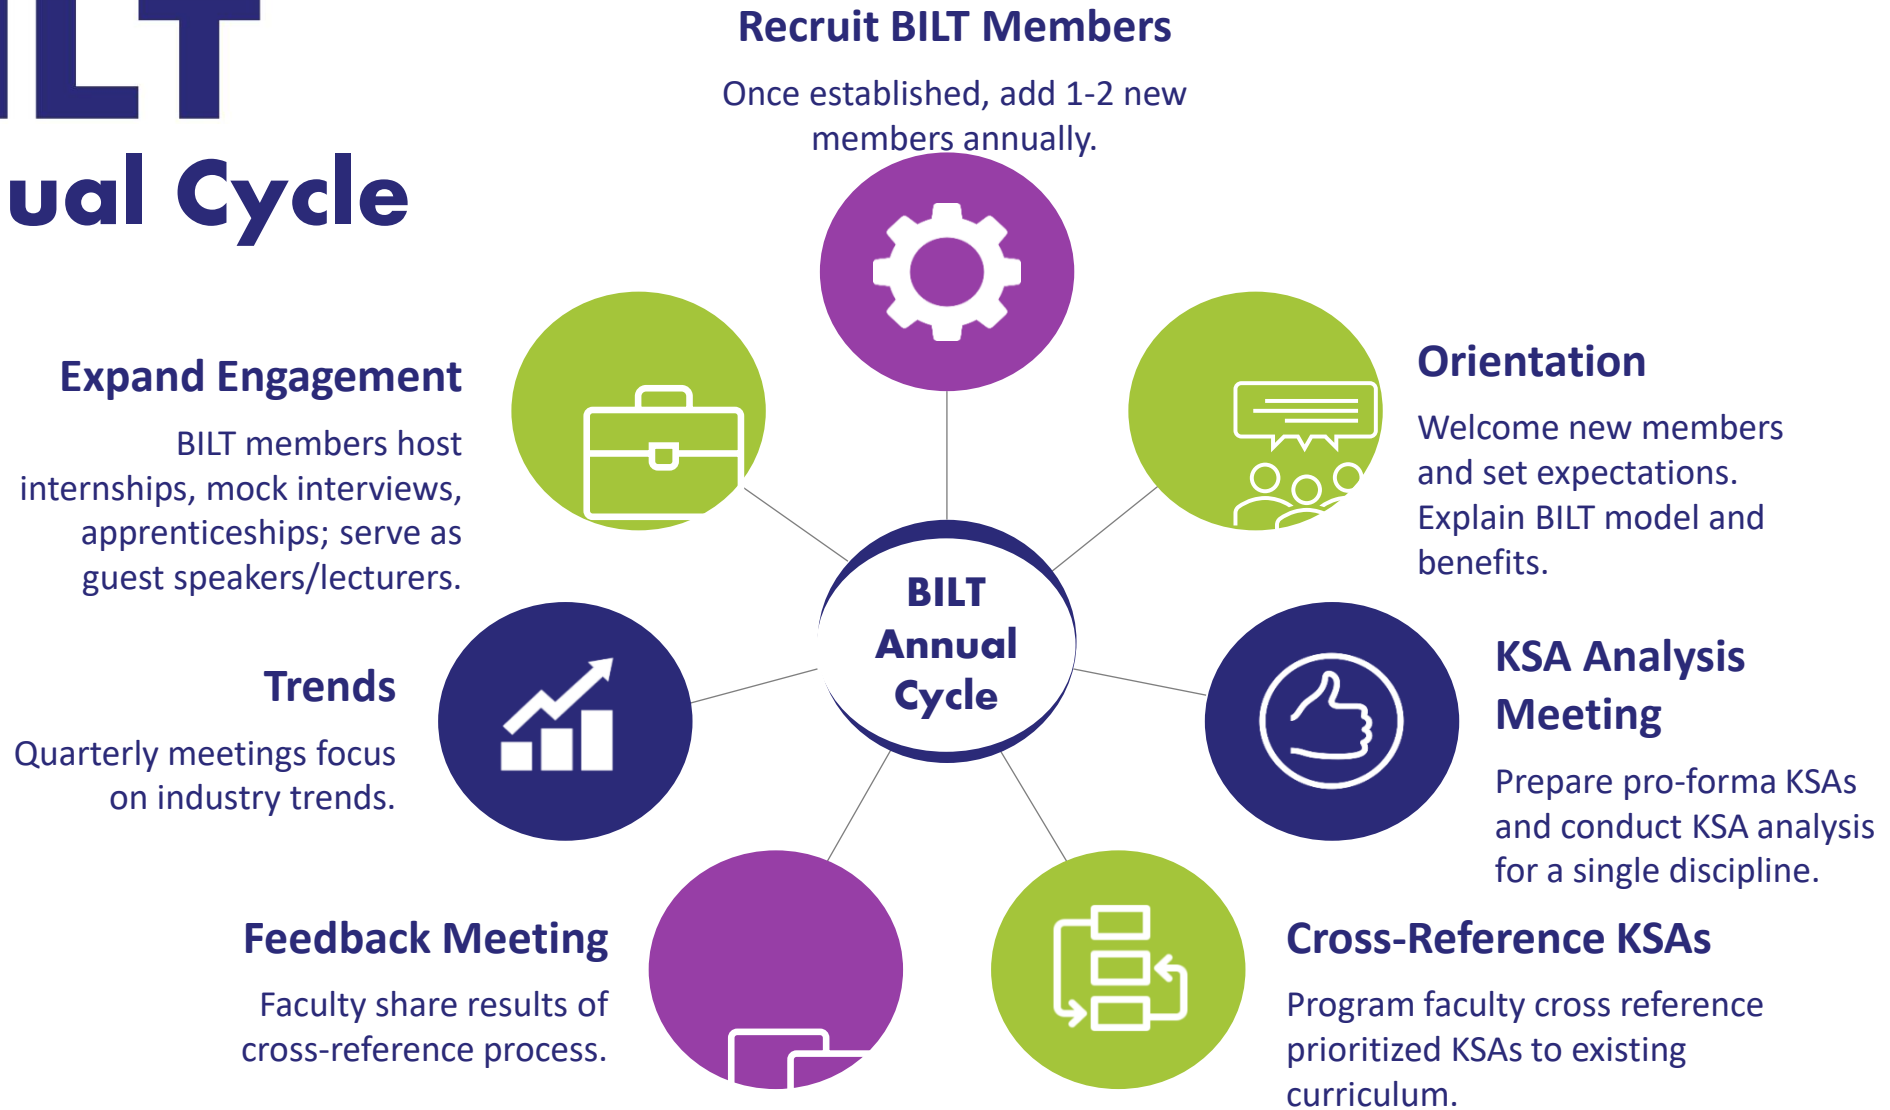 ILT
ual Cycle
Recruit BILT Members
Once established, add 1-2 new
members annually.
Orientation
Welcome new members
and set expectations.
Explain BILT model and
benefits.
KSA Analysis
Meeting
Prepare pro-forma KSAs
and conduct KSA analysis
for a single discipline.
Cross-Reference KSAs
Program faculty cross reference
prioritized KSAs to existing
curriculum.
Feedback Meeting
Faculty share results of
cross-reference process.
Trends
Quarterly meetings focus
on industry trends.
Expand Engagement
BILT members host
internships, mock interviews,
apprenticeships; serve as
guest speakers/lecturers.
BILT
Annual
Cycle